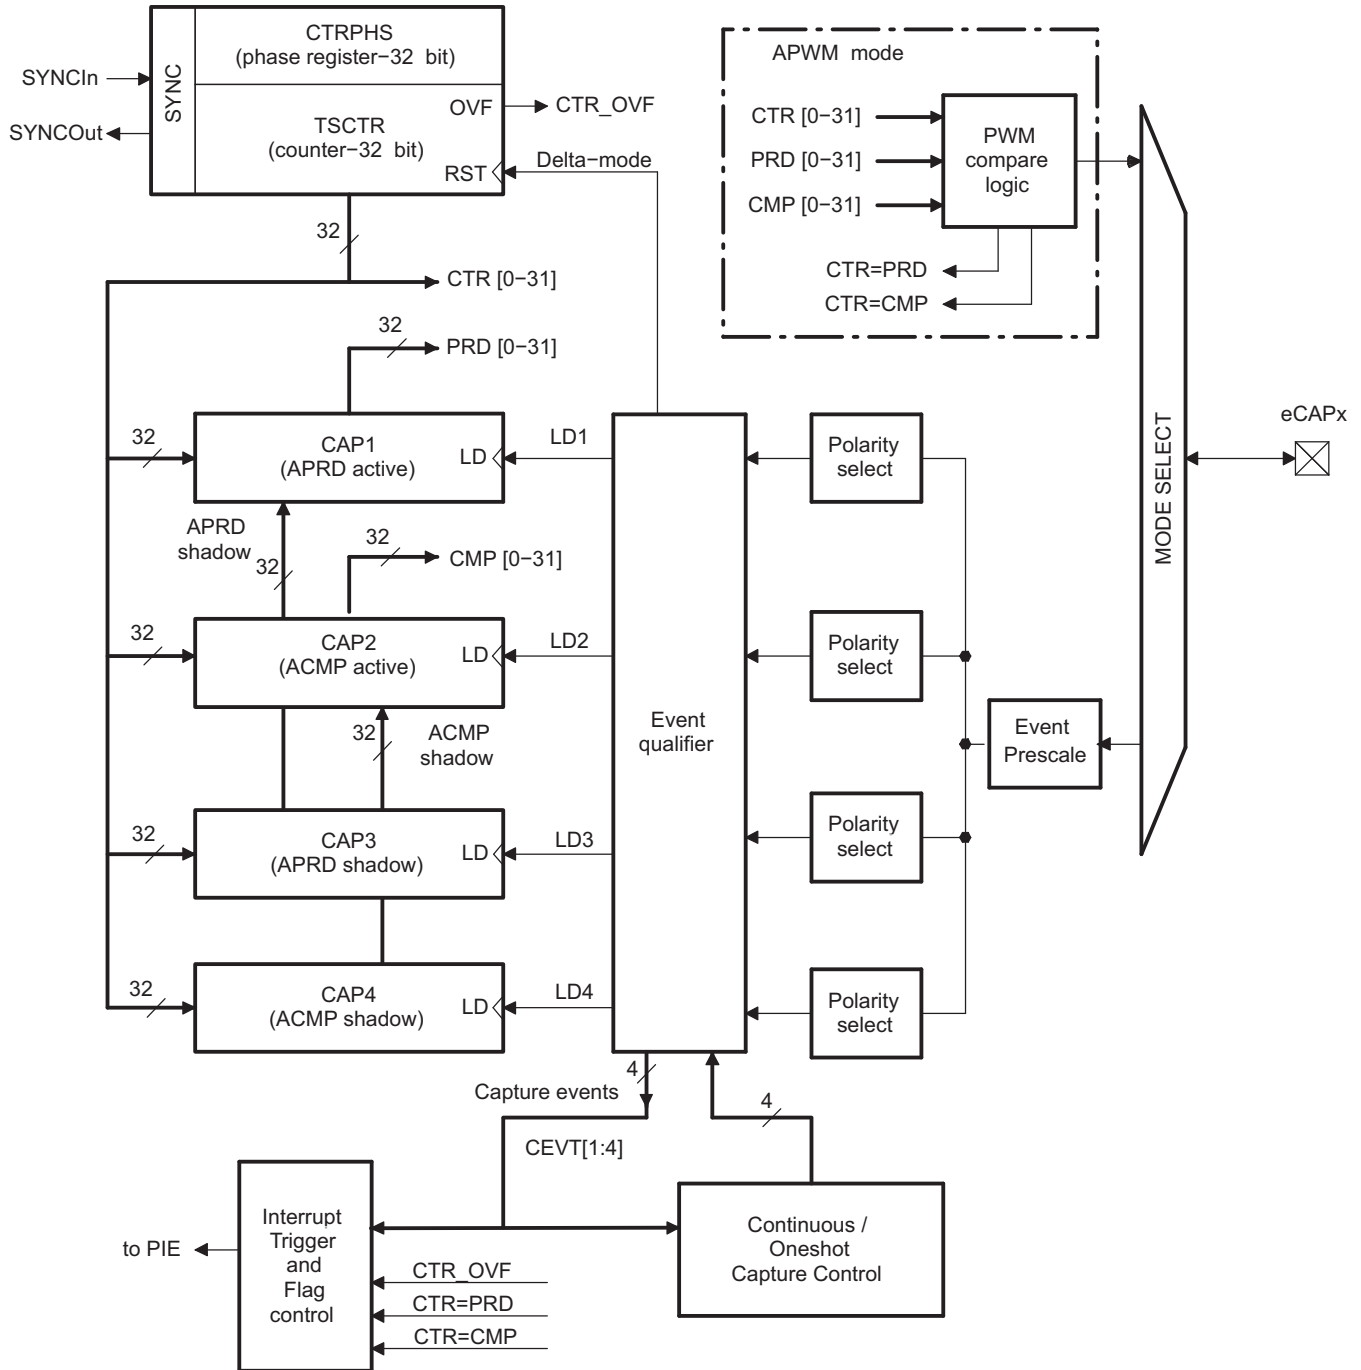 CTRPHS
(phase register−32 bit)
SYNC
SYNCIn
SYNCOut
OVF
CTR_OVF
TSCTR
(counter−32 bit)
RST
Delta−mode
32
CTR [0−31]
32
PRD [0−31]
APWM mode
CTR [0−31]
PRD [0−31]
CMP [0−31]
PWM
compare
logic
CTR=PRD
CTR=CMP
32
CAP1
(APRD active)
LD
LD1
APRD
shadow
32
32
CMP [0−31]
32
CAP2
(ACMP active)
LD
LD2
32
ACMP
shadow
32
CAP3
(APRD shadow)
LD
LD3
32
CAP4
(ACMP shadow)
LD
LD4
Event
qualifier
Polarity
select
Polarity
select
Polarity
select
Polarity
select
Event
Prescale
MODE SELECT
eCAPx
4
Capture events
CEVT[1:4]
4
Interrupt
Trigger
and
Flag
control
to PIE
CTR_OVF
CTR=PRD
CTR=CMP
Continuous /
Oneshot
Capture Control